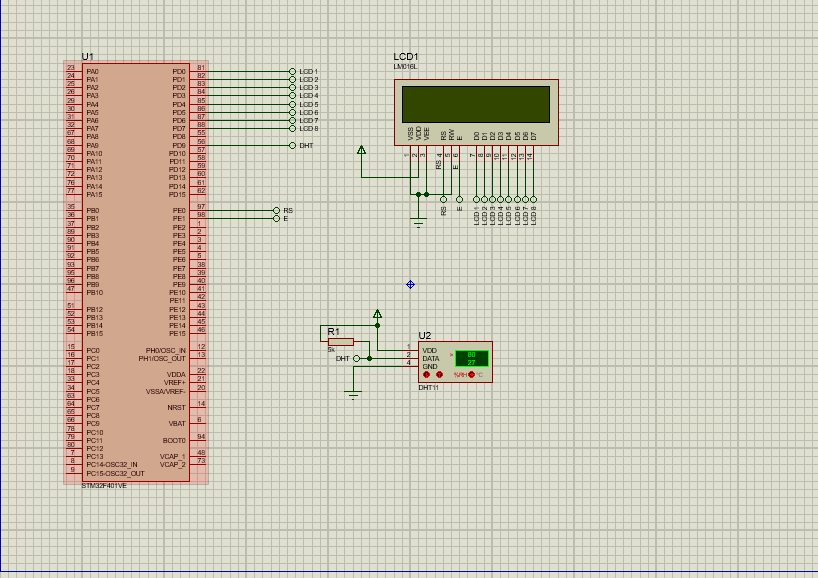 U1
23 PA0 PD0 81 LCD 1
24 PA1 PD1 82 LCD 2
25 PA2 PD2 83 LCD 3
26 PA3 PD3 84 LCD 4
29 PA4 PD4 85 LCD 5
30 PA5 PD5 86 LCD 6
31 PA6 PD6 87 LCD 7
32 PA7 PD7 88 LCD 8
67 PA8 PD8 55
68 PA9 PD9 56 DHT
69 PA10 PD10 57
70 PA11 PD11 58
71 PA12 PD12 59
72 PA13 PD13 60
76 PA14 PD14 61
77 PA15 PD15 62
35 PB0 PE0 97 RS
36 PB1 PE1 98 E
37 PB2 PE2 1
89 PB3 PE3 2
90 PB4 PE4 3
91 PB5 PE5 4
92 PB6 PE6 5
93 PB7 PE7 38
95 PB8 PE8 39
96 PB9 PE9 40
47 PB10 PE10 41
PE11 42
51 PB12 PE12 43
52 PB13 PE13 44
53 PB14 PE14 45
54 PB15 PE15 46
15 PC0 PH0/OSC_IN 12
16 PC1 PH1/OSC_OUT 13
17 PC2
18 PC3 VDDA 22
33 PC4 VREF+ 21
34 PC5 VSSA/VREF- 20
63 PC6
64 PC7 NRST 14
65 PC8
66 PC9 VBAT 6
78 PC10
79 PC11 BOOT0 94
80 PC12
7 PC13 VCAP_1 48
8 PC14-OSC32_IN VCAP_2 73
9 PC15-OSC32_OUT
STM32F401VE
LCD1
LM016L
VSS VDD VEE RS RW E D0 D1 D2 D3 D4 D5 D6 D7
1 2 3 4 5 6 7 8 9 10 11 12 13 14
RS E
RS E LCD 1 LCD 2 LCD 3 LCD 4 LCD 5 LCD 6 LCD 7 LCD 8
R1
5k
DHT
U2
1 VDD
2 DATA
4 GND
>
80
27
%RH °C
DHT11